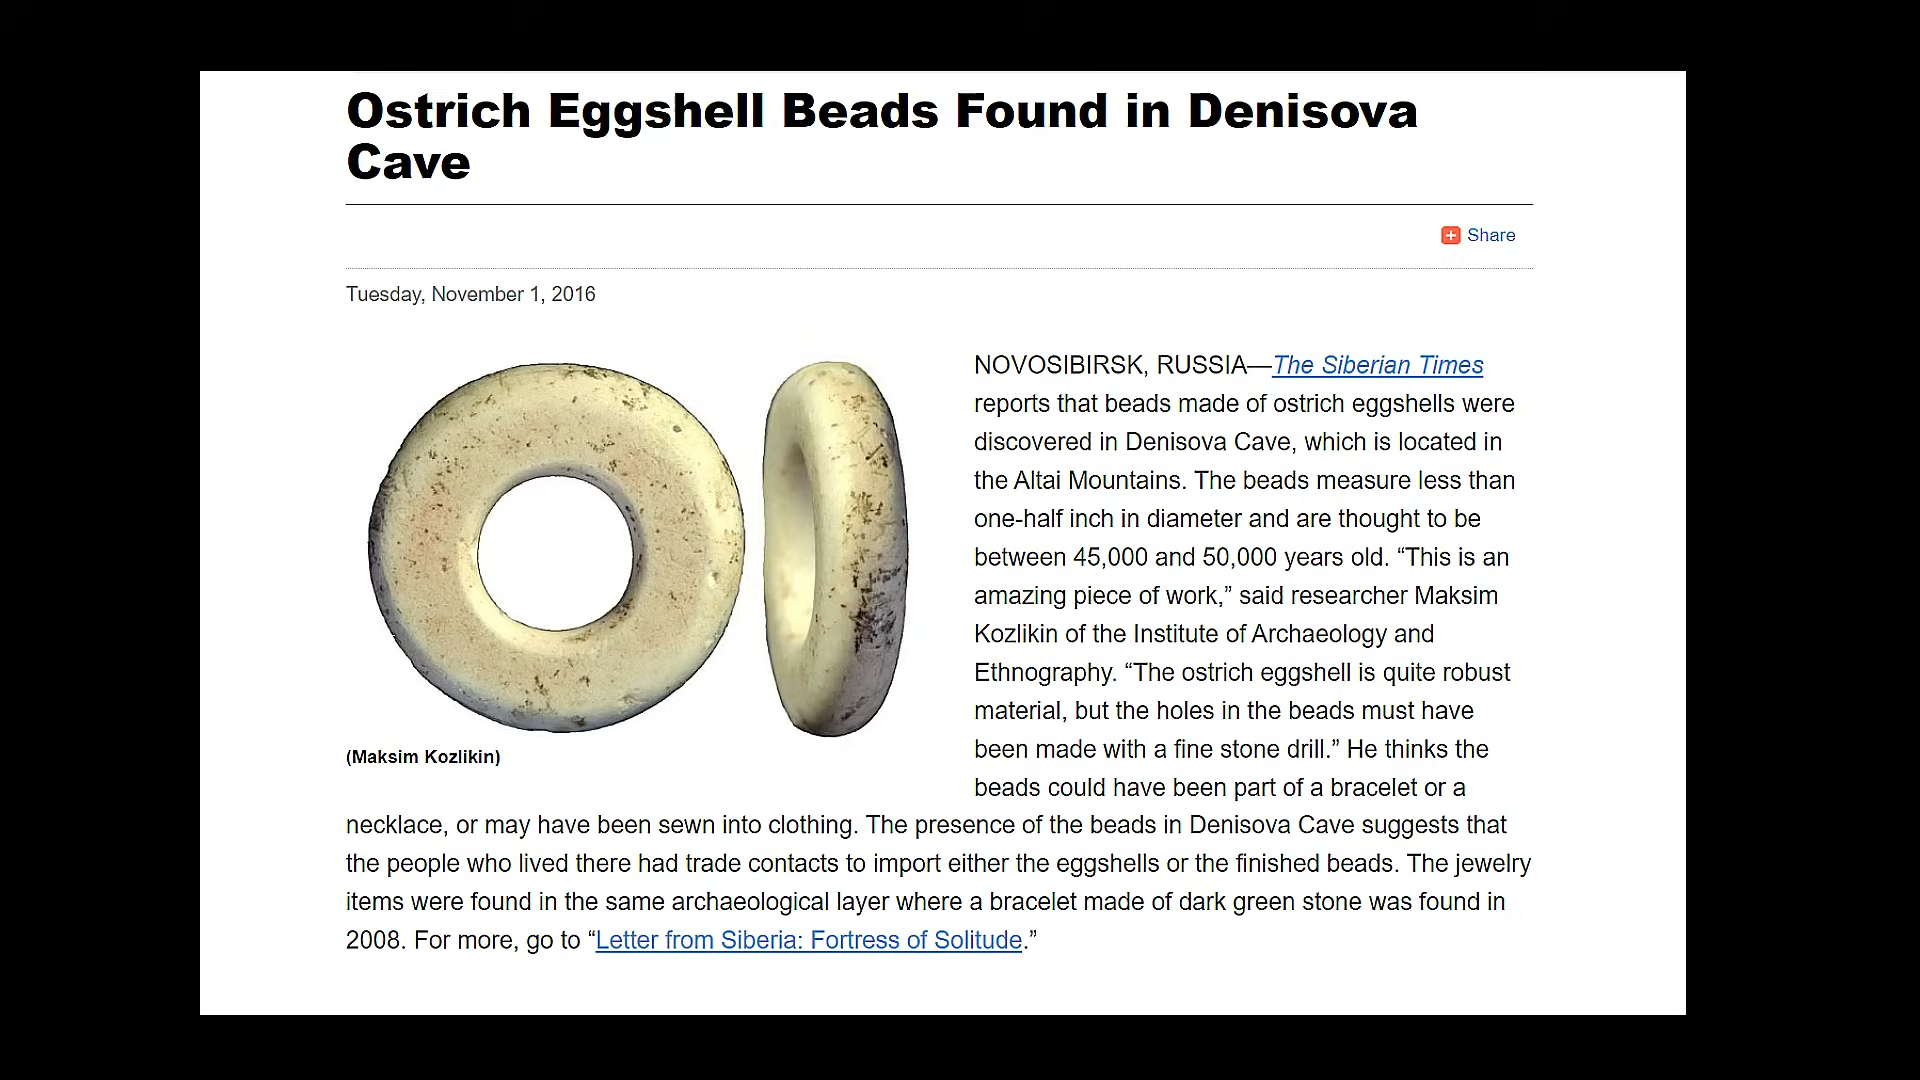 Ostrich Eggshell Beads Found in Denisova
Cave
Share
Tuesday, November 1, 2016
NOVOSIBIRSK, RUSSIA—The Siberian Times
reports that beads made of ostrich eggshells were
discovered in Denisova Cave, which is located in
the Altai Mountains. The beads measure less than
one-half inch in diameter and are thought to be
between 45,000 and 50,000 years old. “This is an
amazing piece of work,” said researcher Maksim
Kozlikin of the Institute of Archaeology and
Ethnography. “The ostrich eggshell is quite robust
material, but the holes in the beads must have
been made with a fine stone drill.” He thinks the
(Maksim Kozlikin)
beads could have been part of a bracelet or a
necklace, or may have been sewn into clothing. The presence of the beads in Denisova Cave suggests that
the people who lived there had trade contacts to import either the eggshells or the finished beads. The jewelry
items were found in the same archaeological layer where a bracelet made of dark green stone was found in
2008. For more, go to “Letter from Siberia: Fortress of Solitude.”